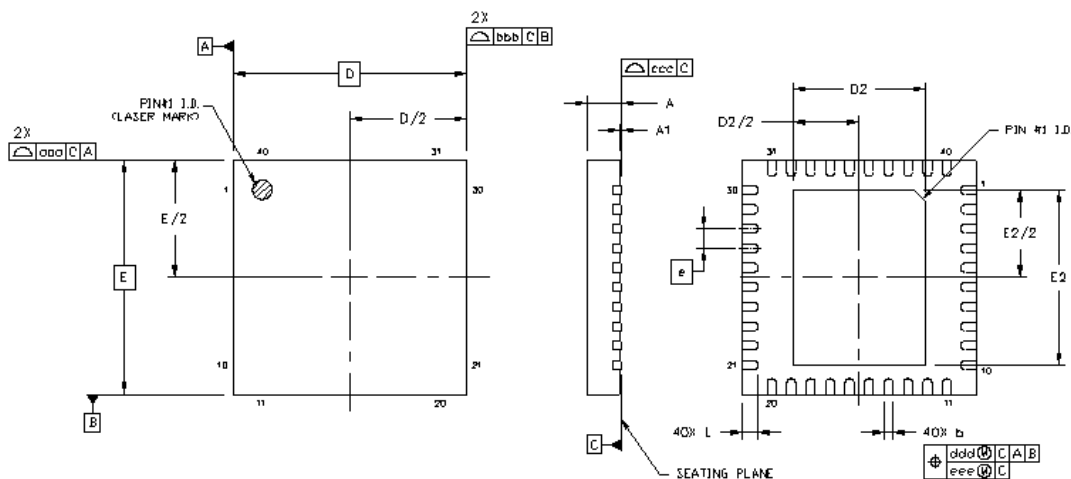 2X
bbb C B
A
D
ccc C
PIN#1 I.D.
(LASER MARK)
D/2
A
A1
D2
D2/2
PIN #1 I.D
2X
aaa C A
40
31
1
30
E/2
E
10
21
11
20
B
31
40
30
1
e
E2/2
E2
21
10
20
11
40X L
40X b
C
SEATING PLANE
ddd Ⓜ C A B
eee Ⓜ C